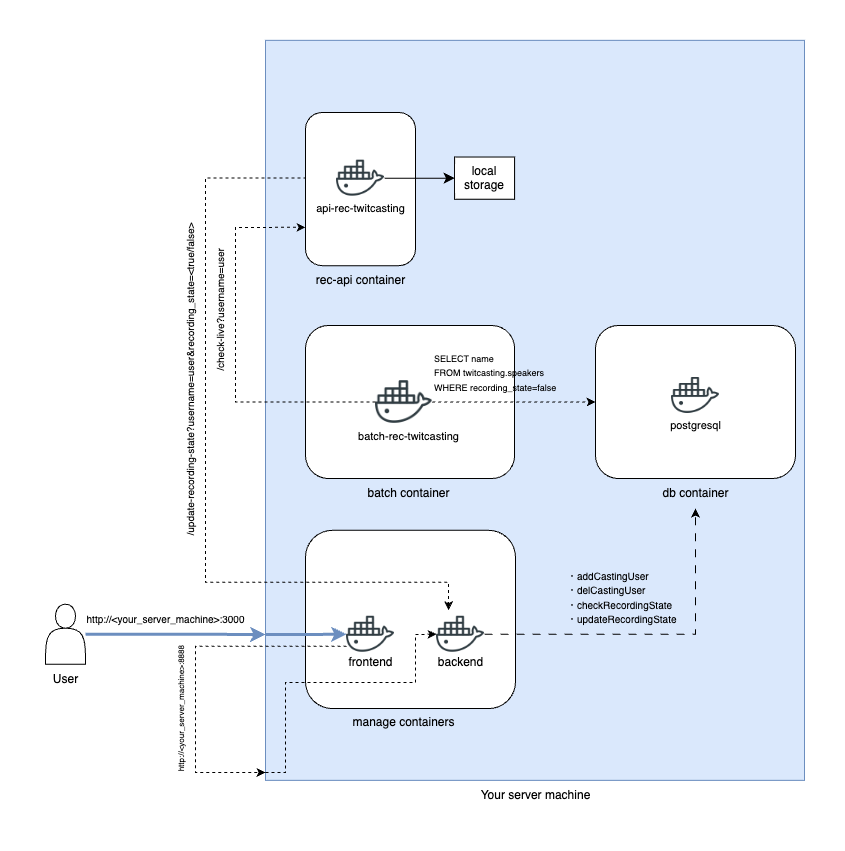 local
storage
api-rec-twitcasting
rec-api container
/update-recording-state?username=user&recording_state=<true/false>
/check-live?username=user
SELECT name
FROM twitcasting.speakers
WHERE recording_state=false
batch-rec-twitcasting
batch container
postgresql
db container
・addCastingUser
・delCastingUser
・checkRecordingState
・updateRecordingState
http://<your_server_machine>:3000
User
frontend
backend
http://<your_server_machine>:8888
manage containers
Your server machine